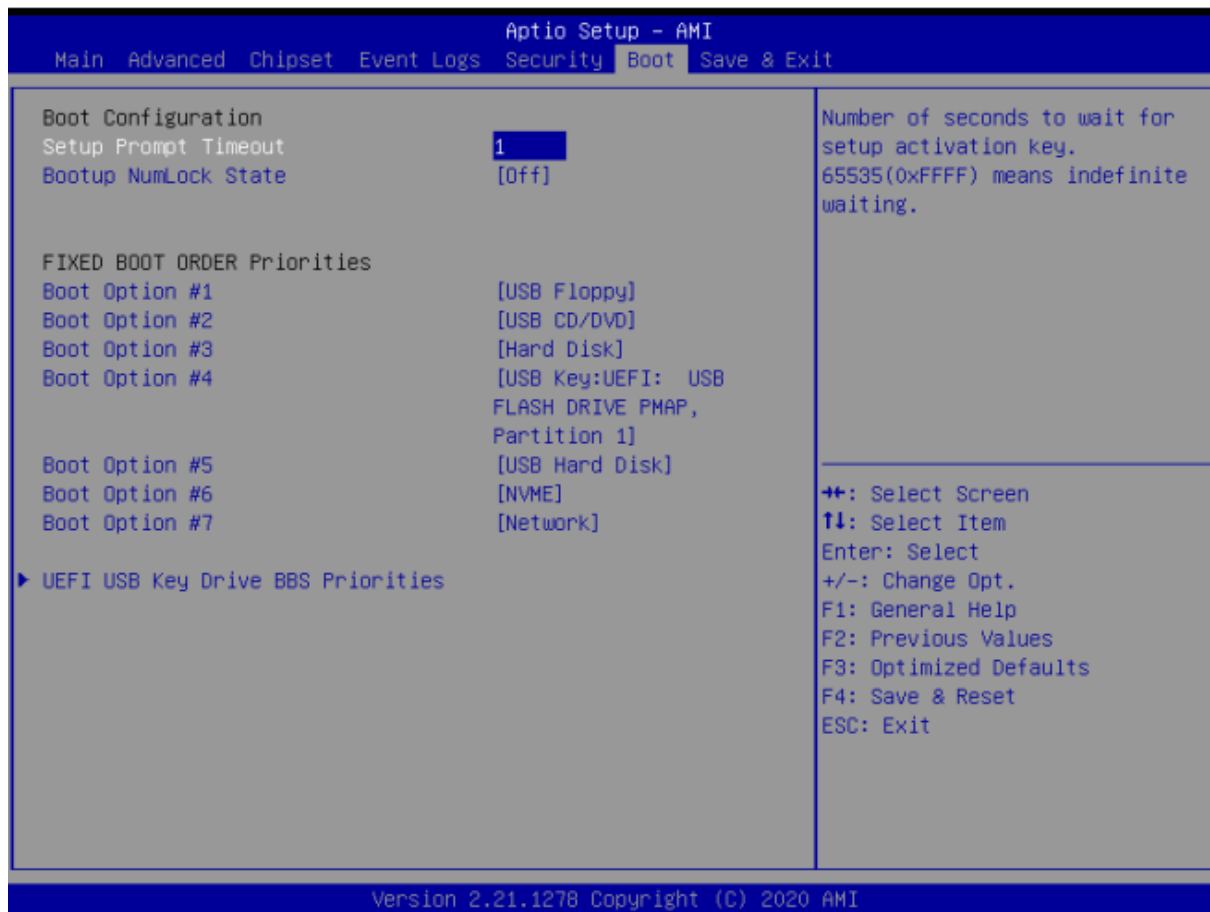 Aptio Setup – AMI
Main Advanced Chipset Event Logs Security Boot Save & Exit
Boot Configuration
Setup Prompt Timeout 1
Bootup NumLock State [Off]
FIXED BOOT ORDER Priorities
Boot Option #1 [USB Floppy]
Boot Option #2 [USB CD/DVD]
Boot Option #3 [Hard Disk]
Boot Option #4 [USB Key:UEFI: USB
FLASH DRIVE PMAP,
Partition 1]
Boot Option #5 [USB Hard Disk]
Boot Option #6 [NVME]
Boot Option #7 [Network]
UEFI USB Key Drive BBS Priorities
Number of seconds to wait for
setup activation key.
65535(0xFFFF) means indefinite
waiting.
→←: Select Screen
↑↓: Select Item
Enter: Select
+/-: Change Opt.
F1: General Help
F2: Previous Values
F3: Optimized Defaults
F4: Save & Reset
ESC: Exit
Version 2.21.1278 Copyright (C) 2020 AMI